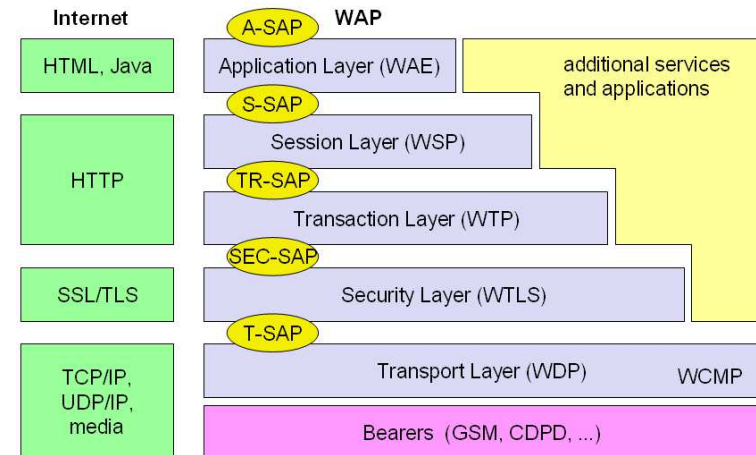 Internet
WAP
A-SAP
HTML, Java
Application Layer (WAE)
additional services
and applications
S-SAP
HTTP
Session Layer (WSP)
TR-SAP
Transaction Layer (WTP)
SEC-SAP
SSL/TLS
Security Layer (WTLS)
T-SAP
TCP/IP,
UDP/IP,
media
Transport Layer (WDP)
WCMP
Bearers (GSM, CDPD, ...)